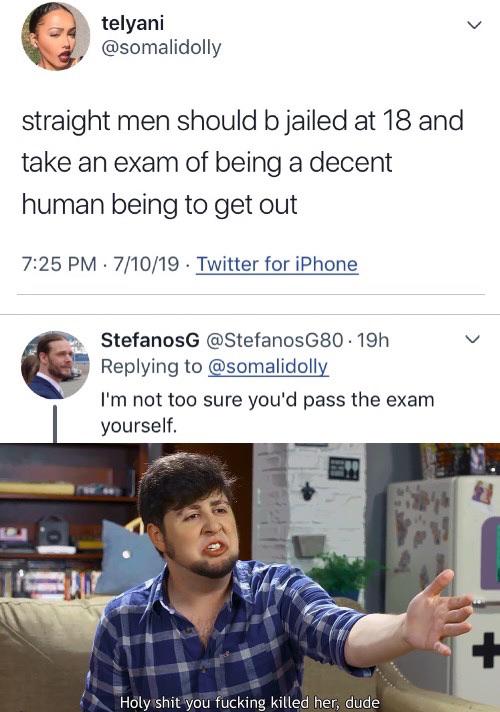 telyani
@somalidolly
straight men should b jailed at 18 and
take an exam of being a decent
human being to get out
7:25 PM · 7/10/19 · Twitter for iPhone
StefanosG @StefanosG80 · 19h
Replying to @somalidolly
I'm not too sure you'd pass the exam
yourself.
Holy shit you fucking killed her, dude